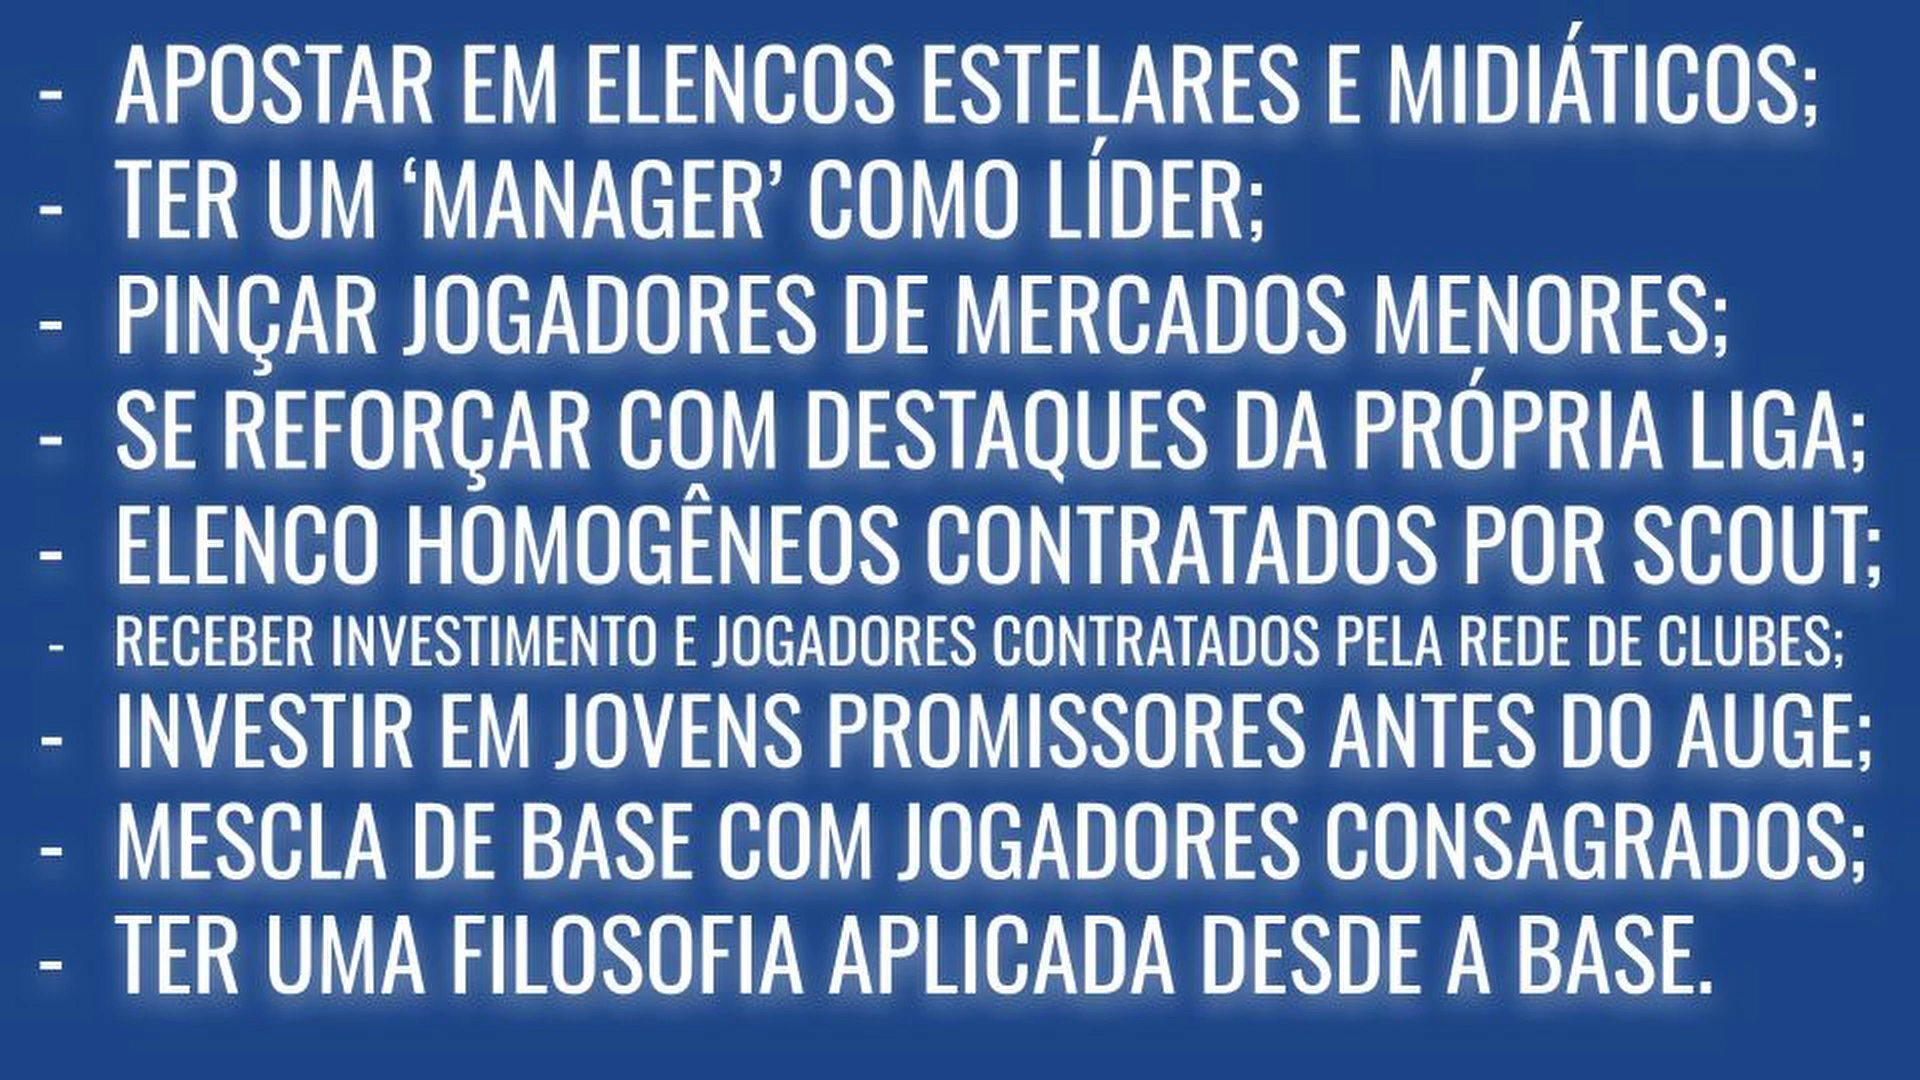 - APOSTAR EM ELENCOS ESTELARES E MIDIÁTICOS;
- TER UM ‘MANAGER’ COMO LÍDER;
- PINÇAR JOGADORES DE MERCADOS MENORES;
- SE REFORÇAR COM DESTAQUES DA PRÓPRIA LIGA;
- ELENCO HOMOGÊNEOS CONTRATADOS POR SCOUT;
- RECEBER INVESTIMENTO E JOGADORES CONTRATADOS PELA REDE DE CLUBES;
- INVESTIR EM JOVENS PROMISSORES ANTES DO AUGE;
- MESCLA DE BASE COM JOGADORES CONSAGRADOS;
- TER UMA FILOSOFIA APLICADA DESDE A BASE.